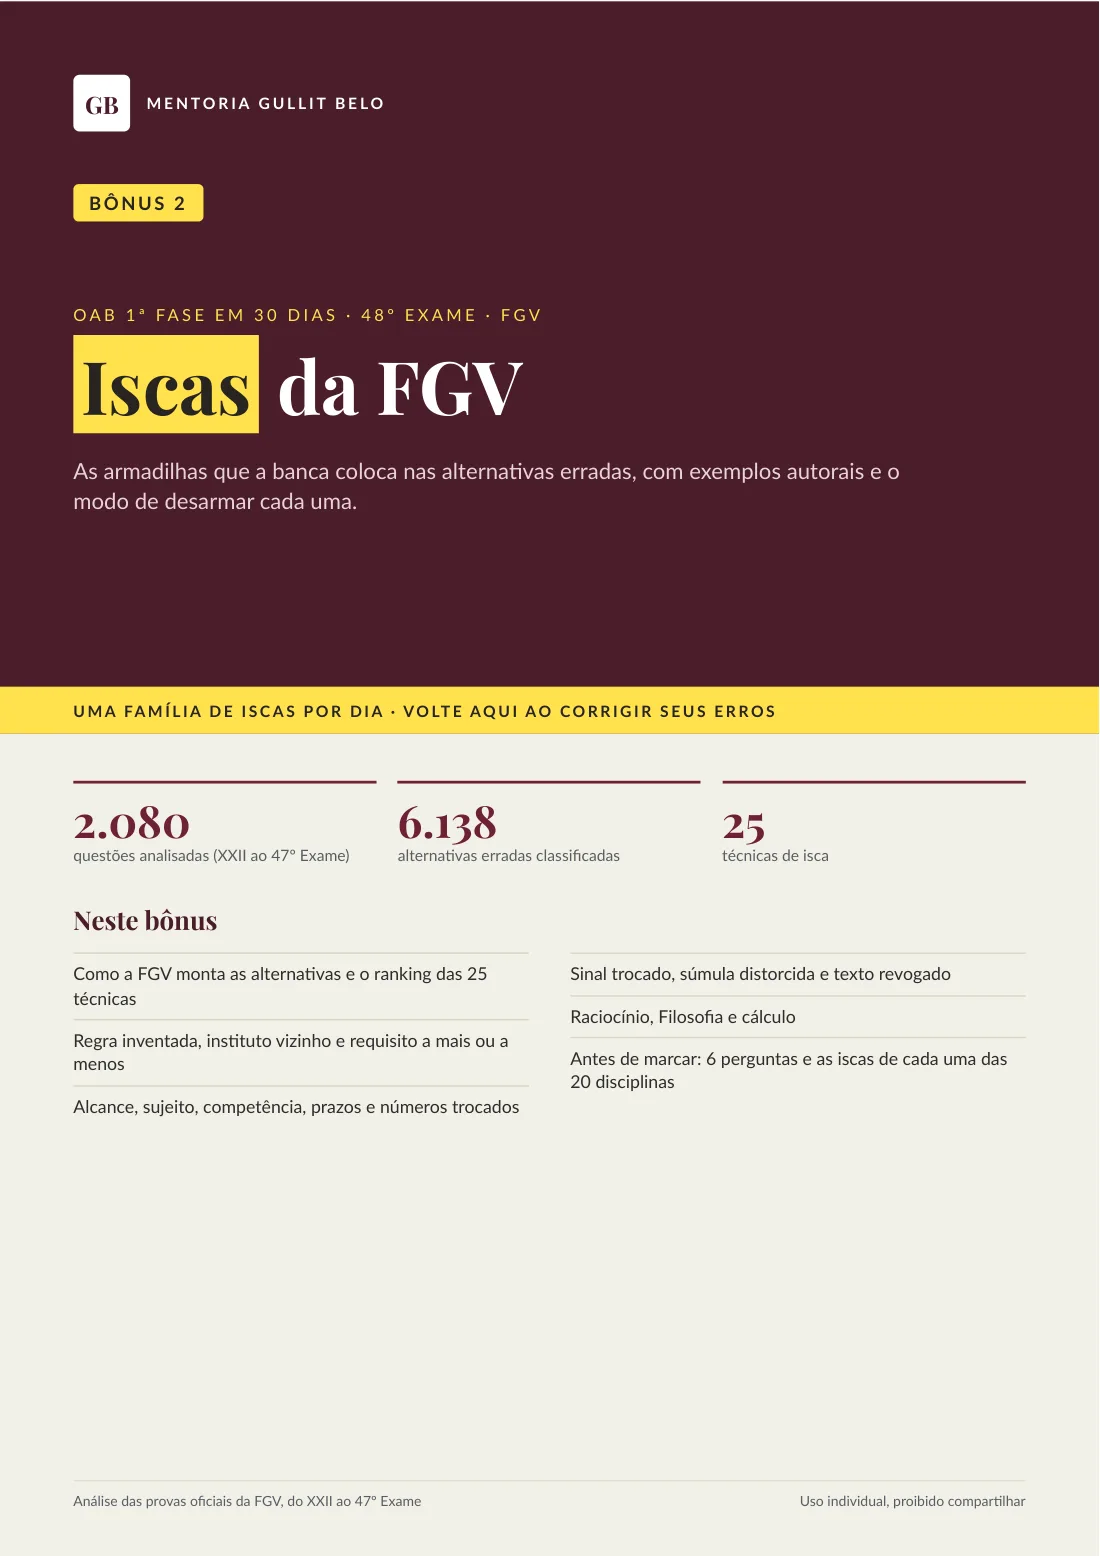 GB
MENTORIA GULLIT BELO
BÔNUS 2
OAB 1ª FASE EM 30 DIAS · 48º EXAME · FGV
Iscas da FGV
As armadilhas que a banca coloca nas alternativas erradas, com exemplos autorais e o
modo de desarmar cada uma.
UMA FAMÍLIA DE ISCAS POR DIA · VOLTE AQUI AO CORRIGIR SEUS ERROS
2.080
questões analisadas (XXII ao 47º Exame)
6.138
alternativas erradas classificadas
25
técnicas de isca
Neste bônus
Como a FGV monta as alternativas e o ranking das 25
técnicas
Regra inventada, instituto vizinho e requisito a mais ou a
menos
Alcance, sujeito, competência, prazos e números trocados
Sinal trocado, súmula distorcida e texto revogado
Raciocínio, Filosofia e cálculo
Antes de marcar: 6 perguntas e as iscas de cada uma das
20 disciplinas
Análise das provas oficiais da FGV, do XXII ao 47º Exame
Uso individual, proibido compartilhar